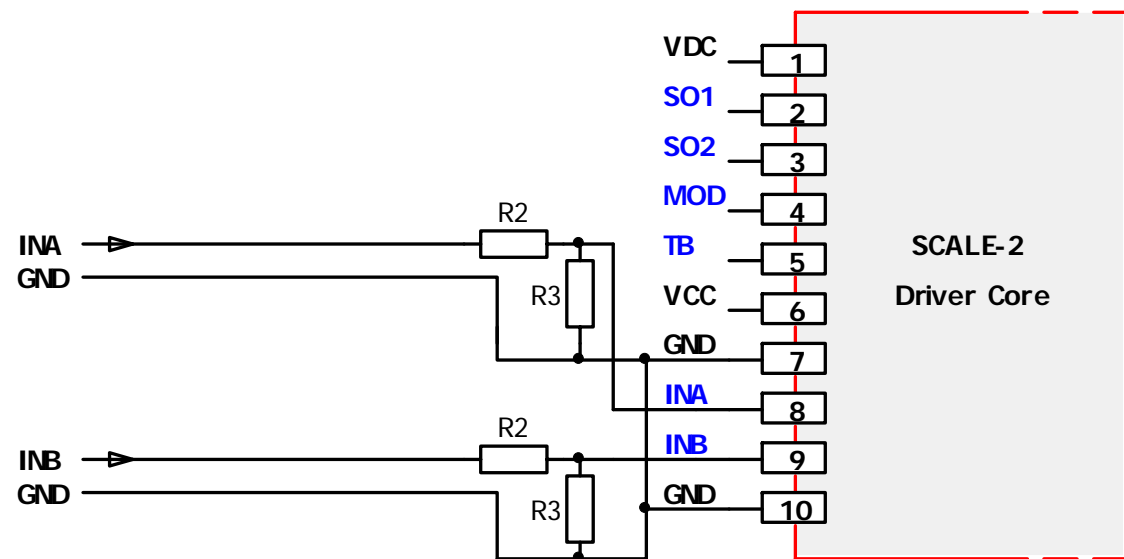 VDC
1
SO1
2
SO2
3
MOD
4
R2
INA
TB
5
SCALE-2
GND
R3
VCC
6
Driver Core
GND
7
INA
8
R2
INB
INB
9
GND
R3
GND
10